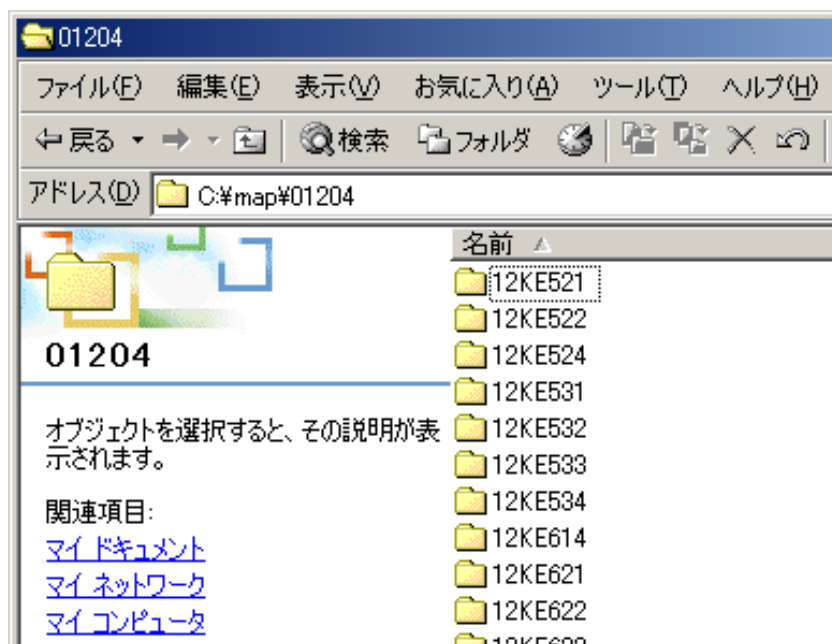 01204
ファイル(F) 編集(E) 表示(V) お気に入り(A) ツール(T) ヘルプ(H)
戻る 検索 フォルダ
アドレス(D) C:¥map¥01204
名前
12KE521
12KE522
01204
12KE524
12KE531
オブジェクトを選択すると、その説明が表
示されます。
12KE532
12KE533
関連項目:
12KE534
マイ ドキュメント
12KE614
マイ ネットワーク
12KE621
マイ コンピュータ
12KE622